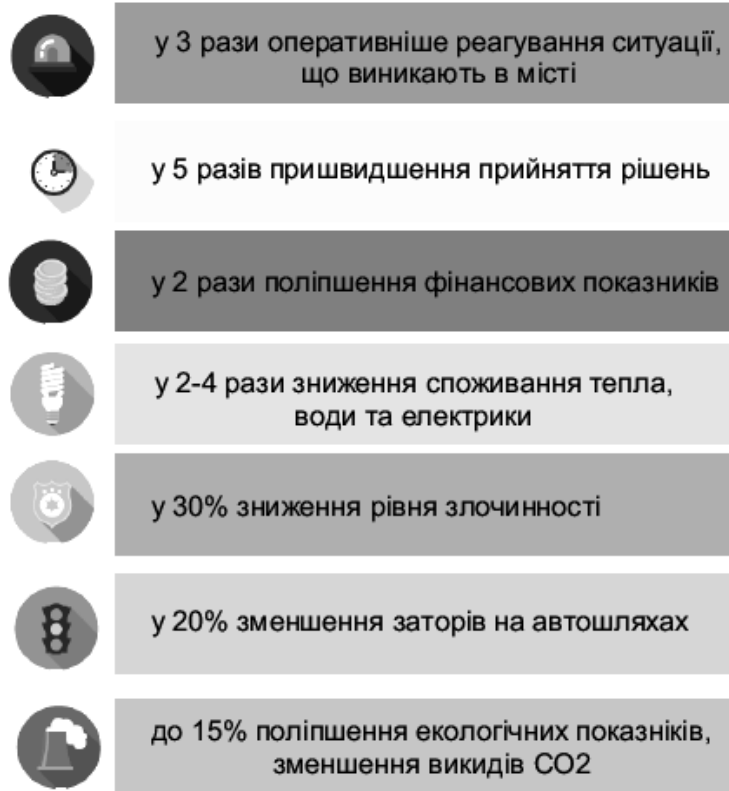 у 3 рази оперативніше реагування ситуації,
що виникають в місті
у 5 разів пришвидшення прийняття рішень
у 2 рази поліпшення фінансових показників
у 2-4 рази зниження споживання тепла,
води та електрики
у 30% зниження рівня злочинності
у 20% зменшення заторів на автошляхах
до 15% поліпшення екологічних показніків,
зменшення викидів СО2